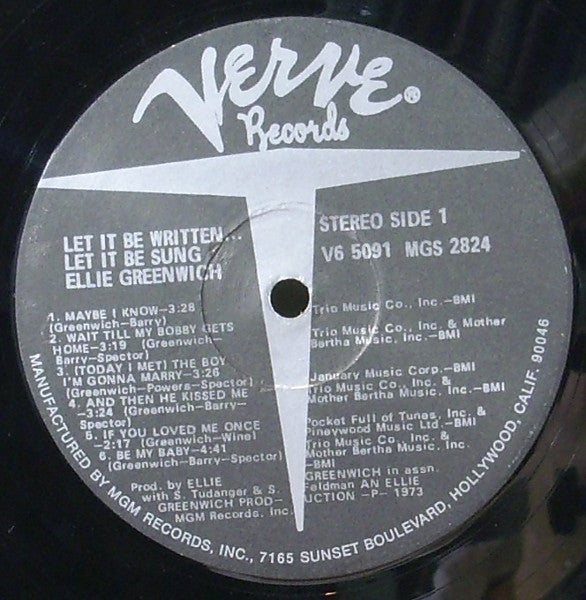 Verve®
Records
LET IT BE WRITTEN...
LET IT BE SUNG
ELLIE GREENWICH
STEREO SIDE 1
V6 5091 MGS 2824
1. MAYBE I KNOW—3:28
(Greenwich—Barry)
Trio Music Co., Inc.—BMI
2. WAIT TILL MY BOBBY GETS
HOME—3:19 (Greenwich—
Barry—Spector)
Trio Music Co., Inc. & Mother
Bertha Music Inc.—BMI
3. (TODAY I MET) THE BOY
I'M GONNA MARRY—3:26
(Greenwich—Powers—Spector)
January Music Corp.—BMI
4. AND THEN HE KISSED ME
—3:24 (Greenwich—Barry—
Spector)
Trio Music Co., Inc. &
Mother Bertha Music, Inc.—BMI
5. IF YOU LOVED ME ONCE
—2:17 (Greenwich—Wine)
Pocket Full of Tunes, Inc. &
Pineywood Music Ltd.—BMI
6. BE MY BABY—4:41
(Greenwich—Barry—Spector)
Trio Music Co., Inc. &
Mother Bertha Music, Inc.
—BMI
Prod. by ELLIE GREENWICH in assn.
with S. Tudanger & S. Feldman AN ELLIE
GREENWICH PRODUCTION —P— 1973
MGM Records, Inc.
MANUFACTURED BY MGM RECORDS, INC., 7165 SUNSET BOULEVARD, HOLLYWOOD, CALIF. 90046